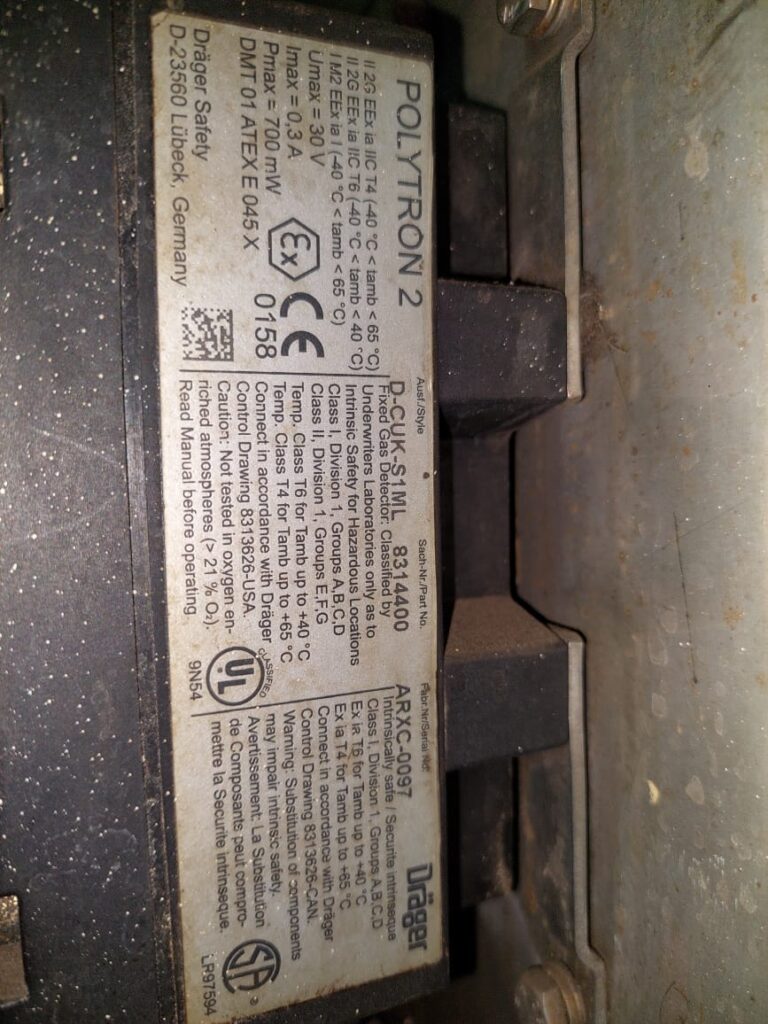 POLYTRON 2
II 2G EEx ia IIC T4 (-40 °C < tamb < 65 °C)
II 2G EEx ia IIC T6 (-40 °C < tamb < 40 °C)
I M2 EEx ia I (-40 °C < tamb < 65 °C)
Umax = 30 V
Imax = 0,3 A
Pmax = 700 mW
DMT 01 ATEX E 045 X
Ex
CE
0158
Dräger Safety
D-23560 Lübeck, Germany
Ausf./Style
D-CUK-S1ML
Sach-Nr./Part No.
8314400
Fabr.Nr/Serial No.
ARXC-0097
Dräger
Fixed Gas Detector: Classified by
Underwriters Laboratories only as to
Intrinsic Safety for Hazardous Locations
Class I, Division 1, Groups A,B,C,D
Class II, Division 1, Groups E,F,G
Temp. Class T6 for Tamb up to +40 °C
Temp. Class T4 for Tamb up to +65 °C
Connect in accordance with Dräger
Control Drawing 8313626-USA.
Caution: Not tested in oxygen en-
riched atmospheres (> 21 % O₂).
Read Manual before operating.
CLASSIFIED
UL
9N54
Intrinsically safe / Securite intrinseque
Class I, Division 1, Groups A,B,C,D
Ex ia T6 for Tamb up to +40 °C
Ex ia T4 for Tamb up to +65 °C
Connect in accordance with Dräger
Control Drawing 8313626-CAN.
Warning: Substitution of components
may impair intrinsic safety.
Avertissement: La Substitution
de Composants peut compro-
mettre la Securite intrinseque.
SA ®
LR97594